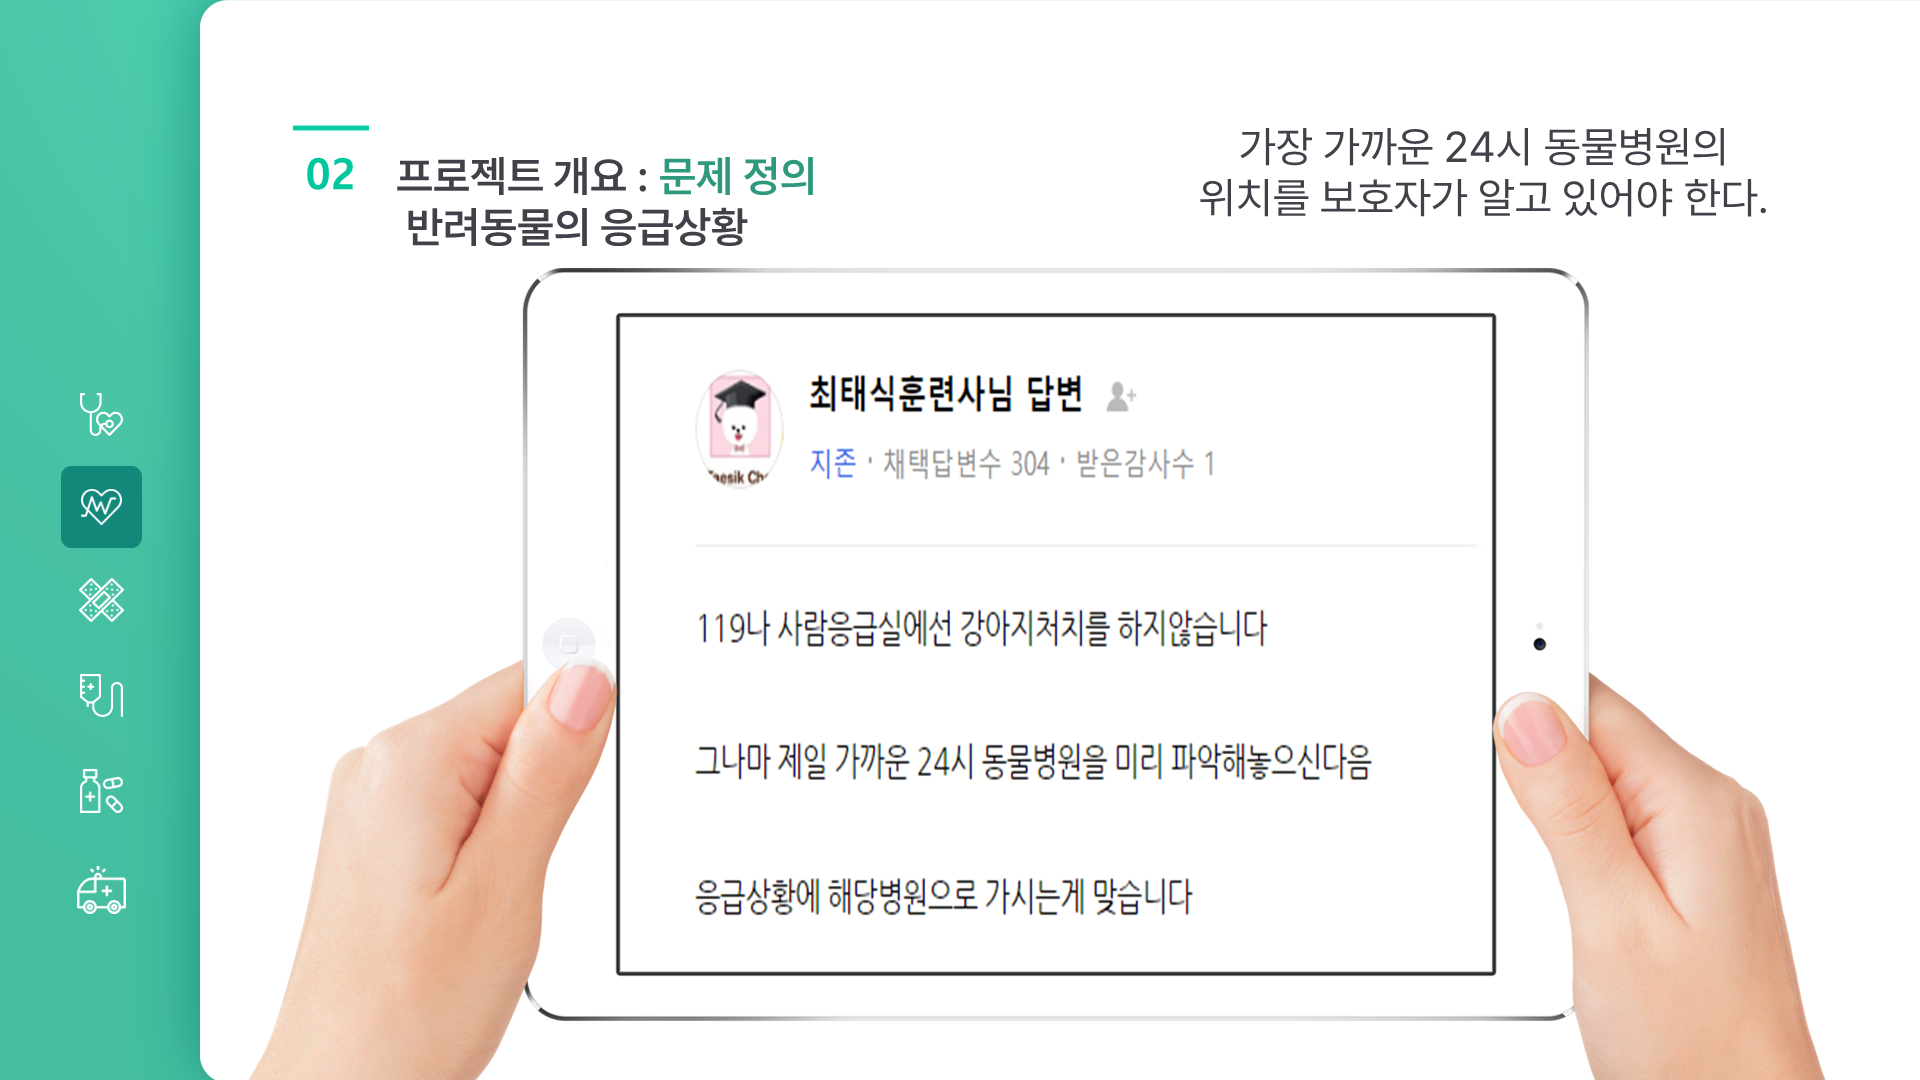 02 프로젝트 개요 : 문제 정의
반려동물의 응급상황
가장 가까운 24시 동물병원의
위치를 보호자가 알고 있어야 한다.
최태식훈련사님 답변
지존 · 채택답변수 304 · 받은감사수 1
119나 사람응급실에선 강아지처치를 하지않습니다
그나마 제일 가까운 24시 동물병원을 미리 파악해놓으신다음
응급상황에 해당병원으로 가시는게 맞습니다